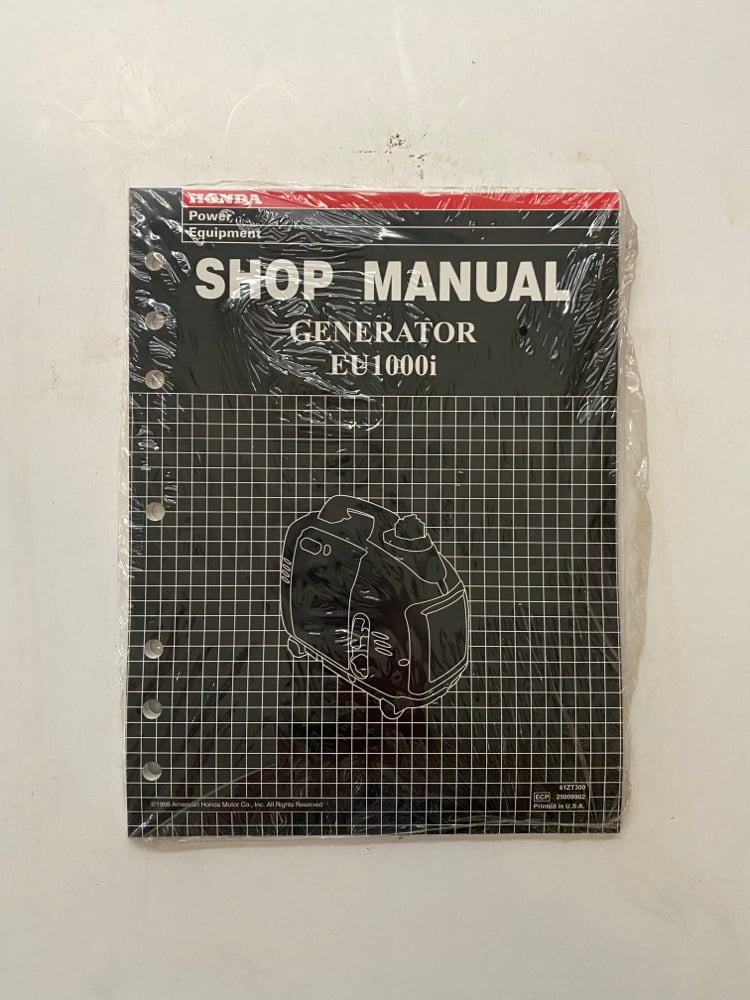 HONDA
Power
Equipment
SHOP MANUAL
GENERATOR
EU1000i
61ZT300
ECP 25009902
Printed in U.S.A.
©1998 American Honda Motor Co., Inc. All Rights Reserved